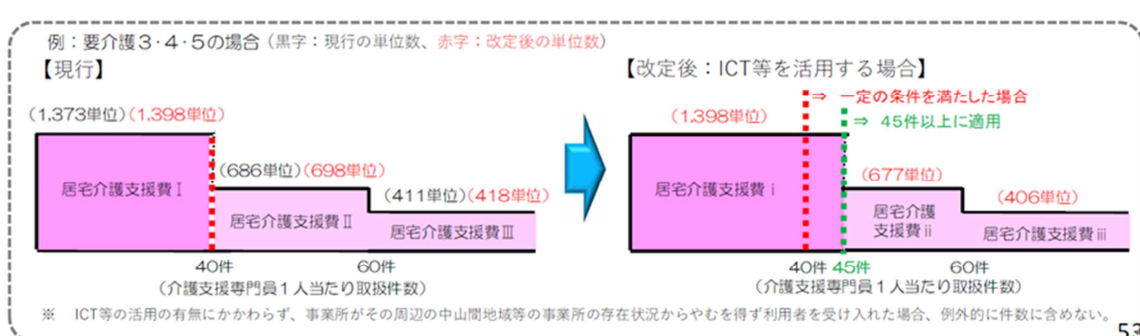 例：要介護３・４・５の場合（黒字：現行の単位数、赤字：改定後の単位数）
【現行】
(1,373単位)(1,398単位)
(686単位)(698単位)
(411単位)(418単位)
居宅介護支援費Ⅰ
居宅介護支援費Ⅱ
居宅介護支援費Ⅲ
40件
60件
（介護支援専門員１人当たり取扱件数）
【改定後：ICT等を活用する場合】
⇒ 一定の条件を満たした場合
⇒ 45件以上に適用
(1,398単位)
(677単位)
(406単位)
居宅介護支援費ⅰ
居宅介護
支援費ⅱ
居宅介護支援費ⅲ
40件 45件
60件
（介護支援専門員１人当たり取扱件数）
※ ICT等の活用の有無にかかわらず、事業所がその周辺の中山間地域等の事業所の存在状況からやむを得ず利用者を受け入れた場合、例外的に件数に含めない。
53